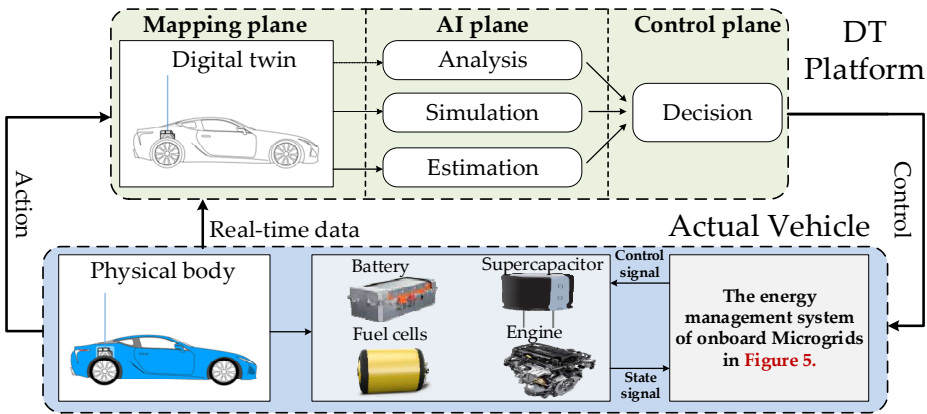 Mapping plane
AI plane
Control plane
DT
Platform
Digital twin
Analysis
Simulation
Estimation
Decision
Action
Control
Real-time data
Actual Vehicle
Physical body
Battery
Supercapacitor
Fuel cells
Engine
Control
signal
State
signal
The energy
management system
of onboard Microgrids
in Figure 5.